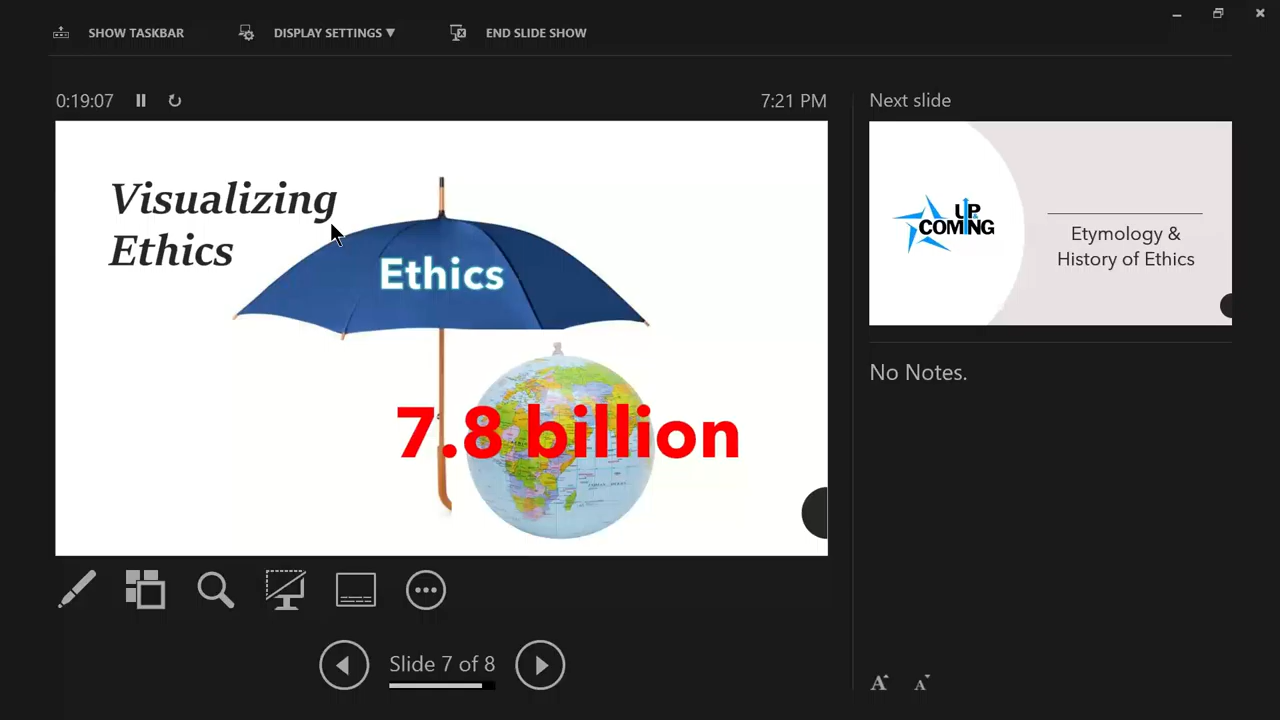 SHOW TASKBAR
DISPLAY SETTINGS ▼
END SLIDE SHOW
0:19:07
7:21 PM
Next slide
Visualizing
Ethics
Ethics
7.8 billion
UP
COMING
Etymology &
History of Ethics
No Notes.
Slide 7 of 8
A A